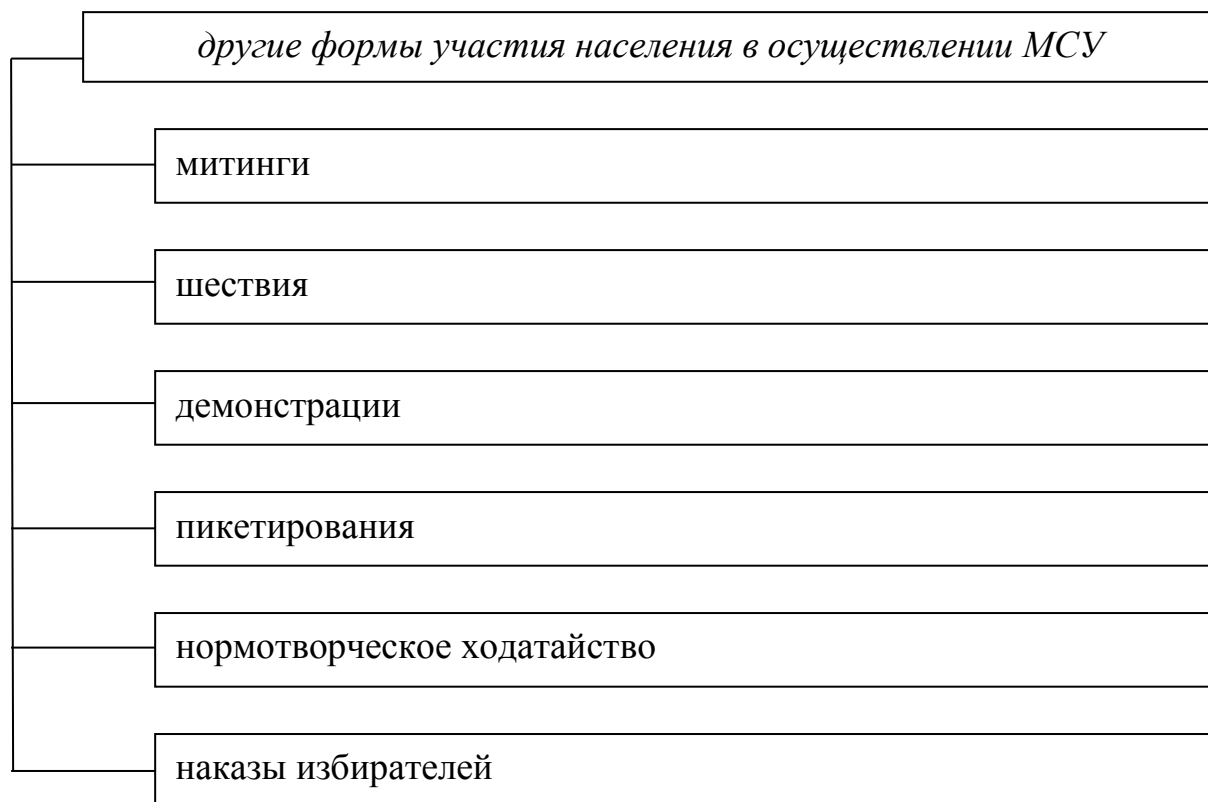 другие формы участия населения в осуществлении МСУ
митинги
шествия
демонстрации
пикетирования
нормотворческое ходатайство
наказы избирателей